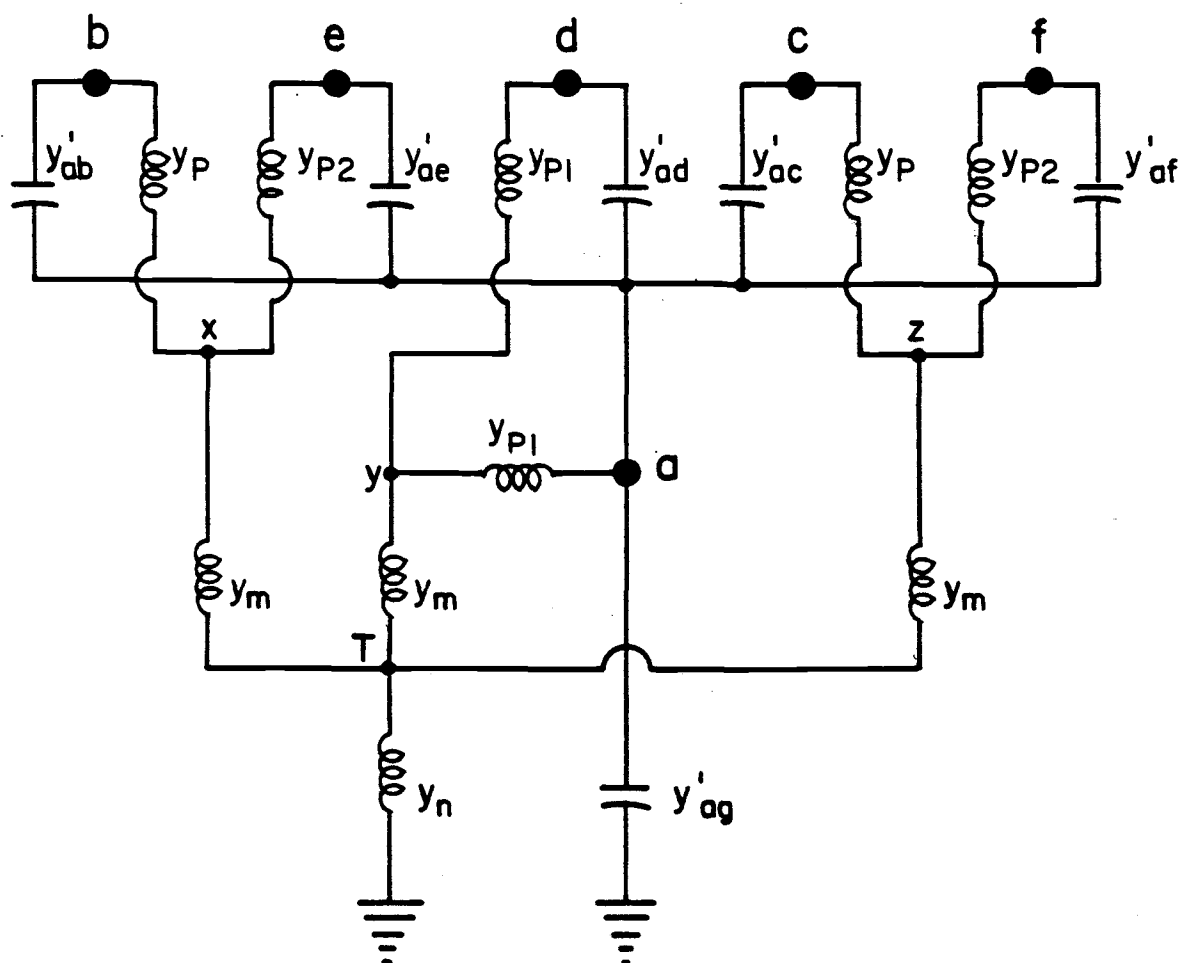 b e d c f
y'ab yP yP2 y'ae yP1 y'ad y'ac yP yP2 y'af
x z
yP1
y a
ym ym ym
T
yn y'ag